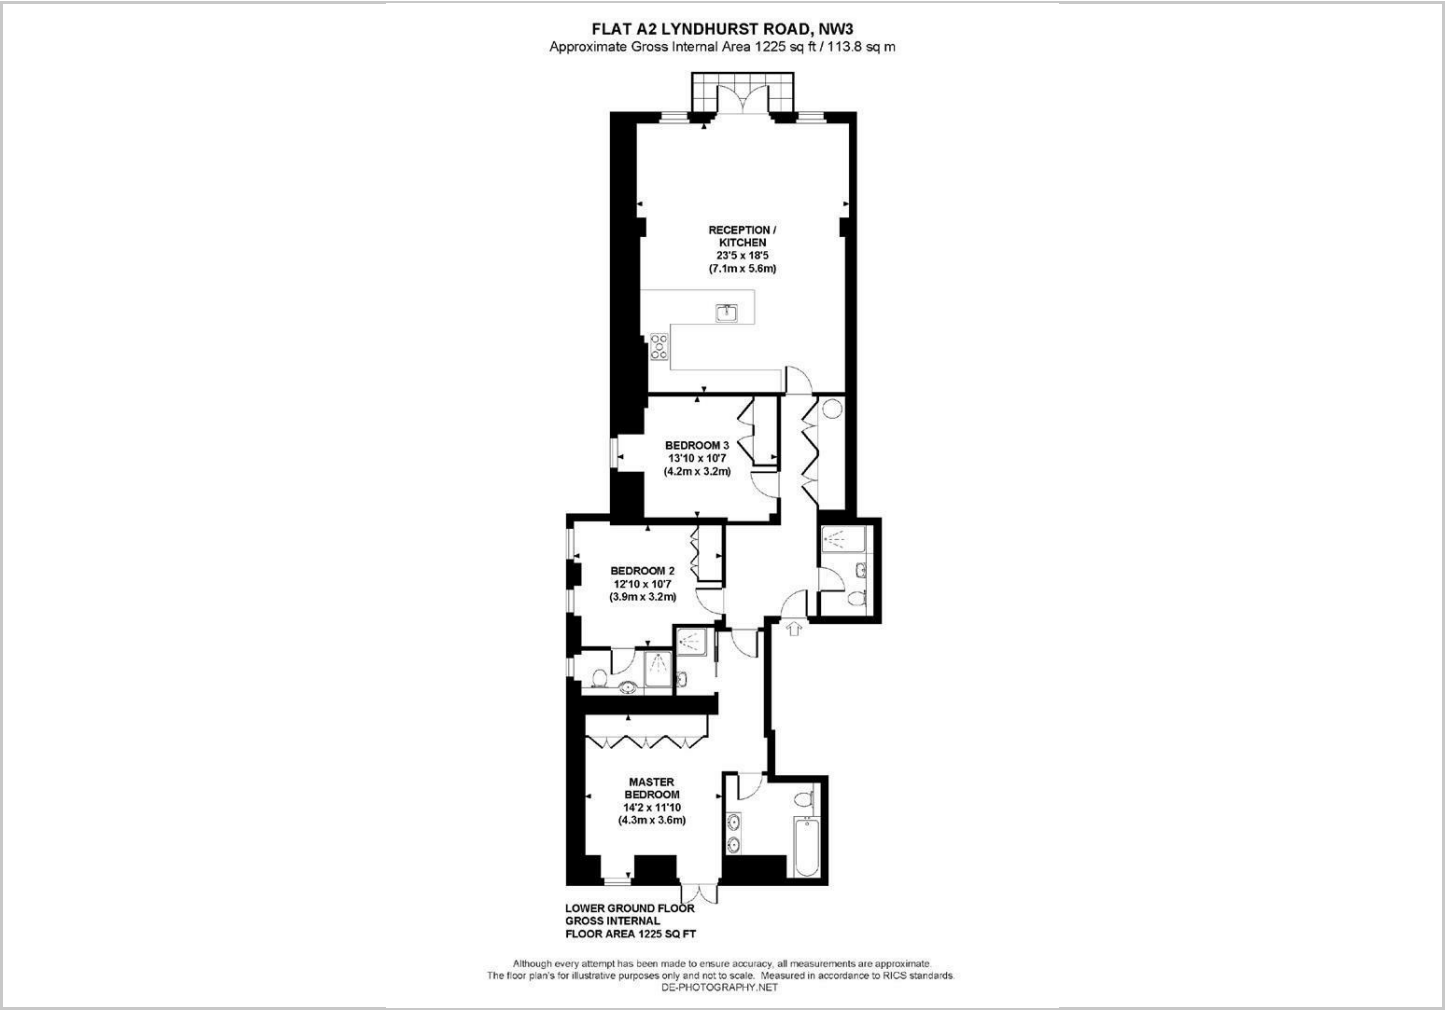 FLAT A2 LYNDHURST ROAD, NW3
Approximate Gross Internal Area 1225 sq ft / 113.8 sq m
RECEPTION /
KITCHEN
23'5 x 18'5
(7.1m x 5.6m)
BEDROOM 3
13'10 x 10'7
(4.2m x 3.2m)
BEDROOM 2
12'10 x 10'7
(3.9m x 3.2m)
MASTER
BEDROOM
14'2 x 11'10
(4.3m x 3.6m)
LOWER GROUND FLOOR
GROSS INTERNAL
FLOOR AREA 1225 SQ FT
Although every attempt has been made to ensure accuracy, all measurements are approximate.
The floor plan's for illustrative purposes only and not to scale. Measured in accordance to RICS standards.
DE-PHOTOGRAPHY.NET